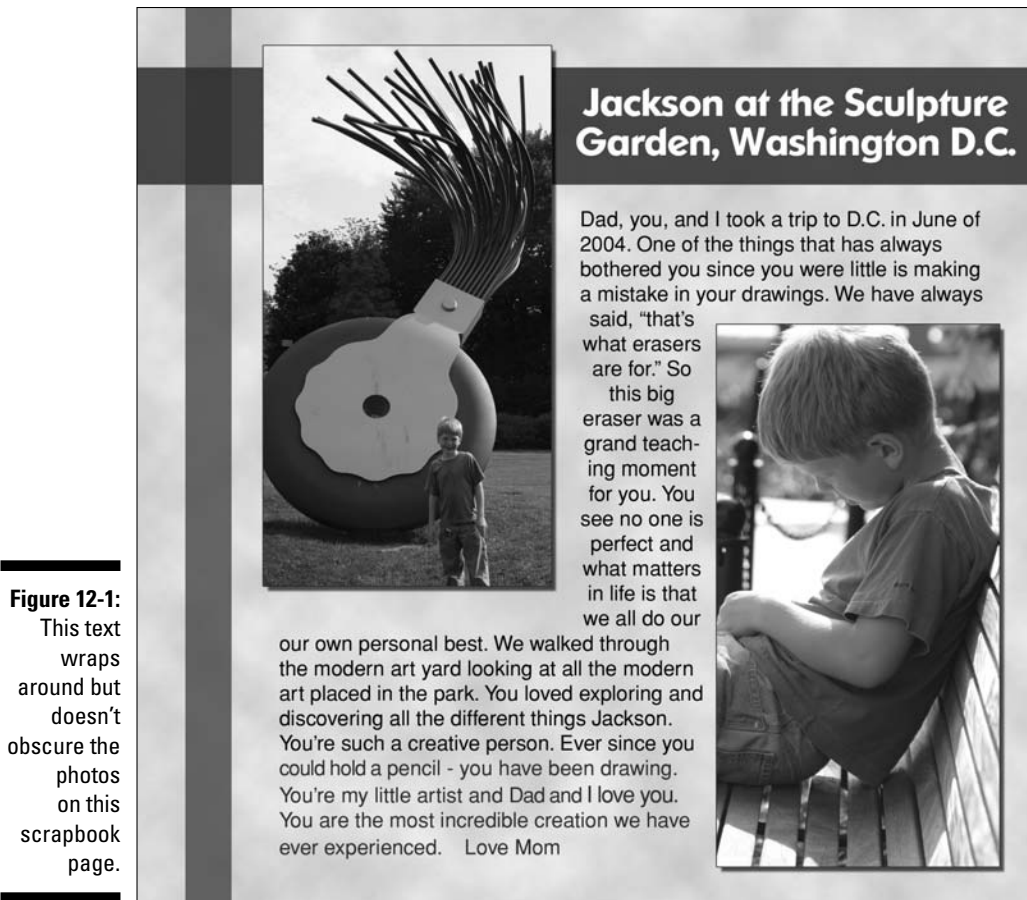 Jackson at the Sculpture
Garden, Washington D.C.
Dad, you, and I took a trip to D.C. in June of
2004. One of the things that has always
bothered you since you were little is making
a mistake in your drawings. We have always
said, “that’s
what erasers
are for.” So
this big
eraser was a
grand teach-
ing moment
for you. You
see no one is
perfect and
what matters
in life is that
we all do our
our own personal best. We walked through
the modern art yard looking at all the modern
art placed in the park. You loved exploring and
discovering all the different things Jackson.
You’re such a creative person. Ever since you
could hold a pencil - you have been drawing.
You’re my little artist and Dad and I love you.
You are the most incredible creation we have
ever experienced. Love Mom
Figure 12-1:
This text
wraps
around but
doesn’t
obscure the
photos
on this
scrapbook
page.